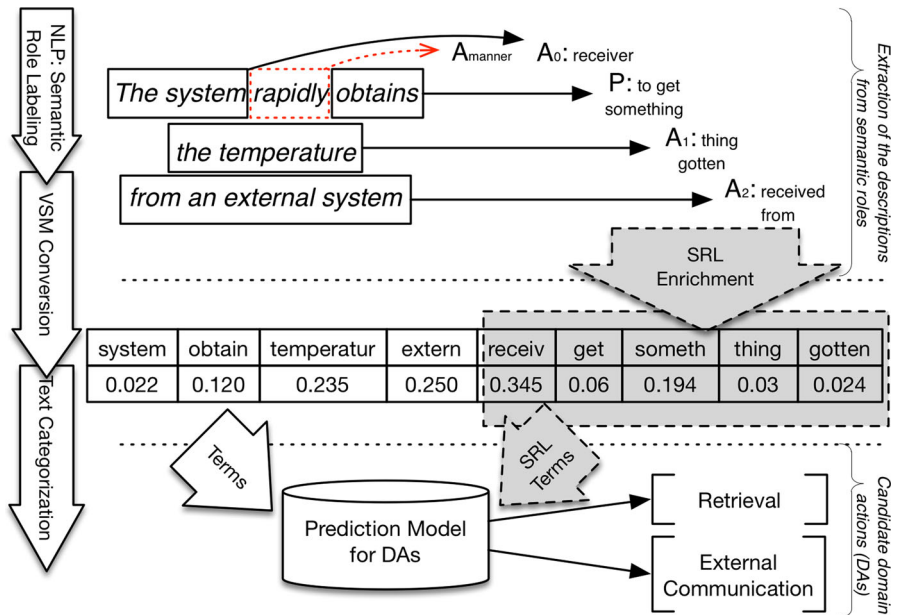 NLP: Semantic
Role Labeling
VSM Conversion
Text Categorization
A manner
A0: receiver
The system rapidly obtains
P: to get
something
the temperature
A1: thing
gotten
from an external system
A2: received
from
Extraction of the descriptions
from semantic roles
SRL
Enrichment
system obtain temperatur extern receiv get someth thing gotten
0.022 0.120 0.235 0.250 0.345 0.06 0.194 0.03 0.024
Terms
SRL
Terms
Prediction Model
for DAs
Retrieval
External
Communication
Candidate domain
actions (DAs)